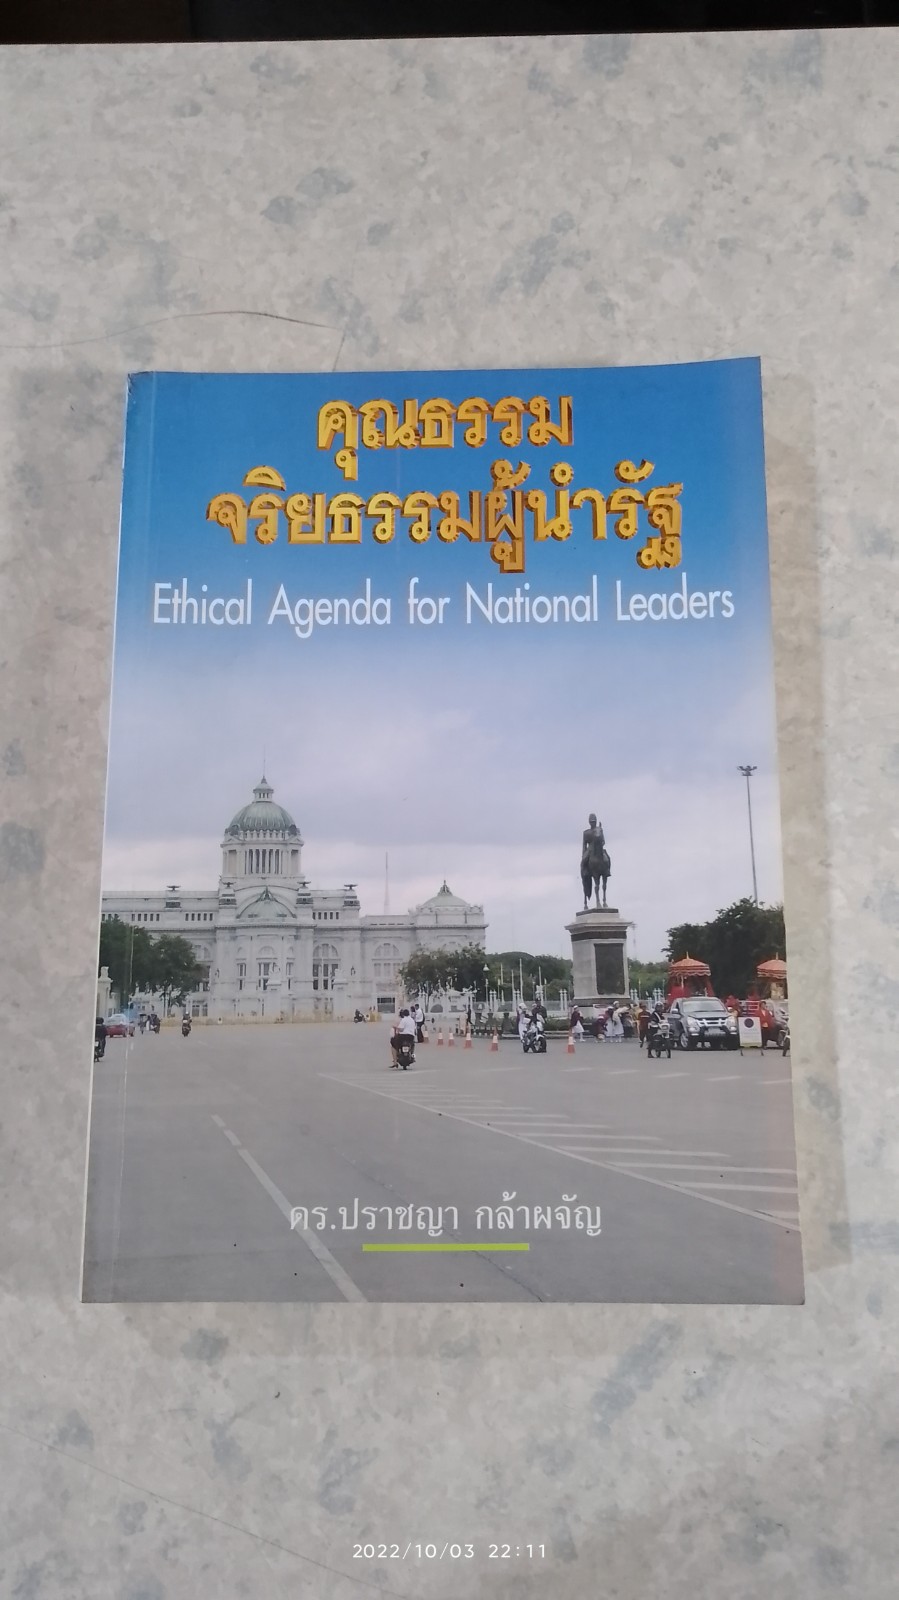 คุณธรรม
จริยธรรมผู้นำรัฐ
Ethical Agenda for National Leaders
ดร.ปราชญา กล้าผจัญ
2022/10/03 22:11